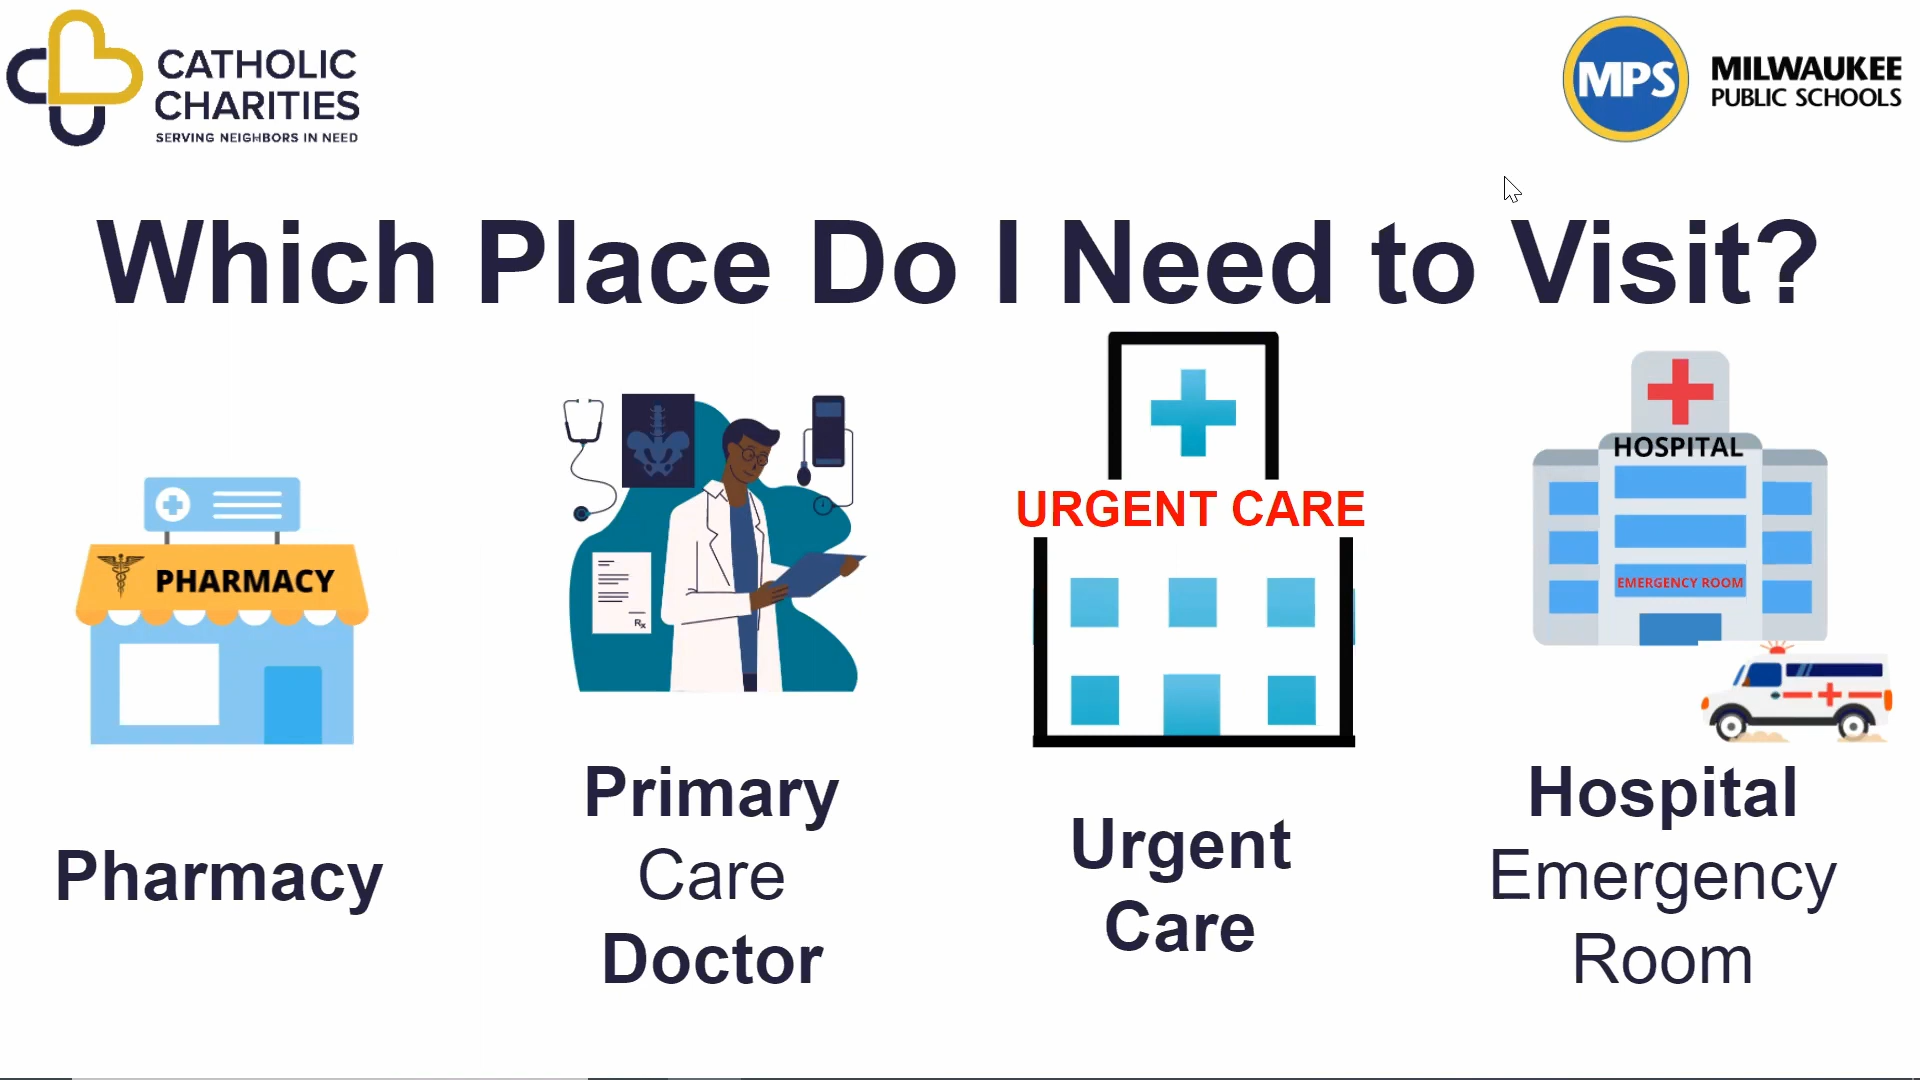 CATHOLIC
CHARITIES
SERVING NEIGHBORS IN NEED
MPS
MILWAUKEE
PUBLIC SCHOOLS
Which Place Do I Need to Visit?
PHARMACY
Rx
URGENT CARE
HOSPITAL
EMERGENCY ROOM
Pharmacy
Primary
Care
Doctor
Urgent
Care
Hospital
Emergency
Room